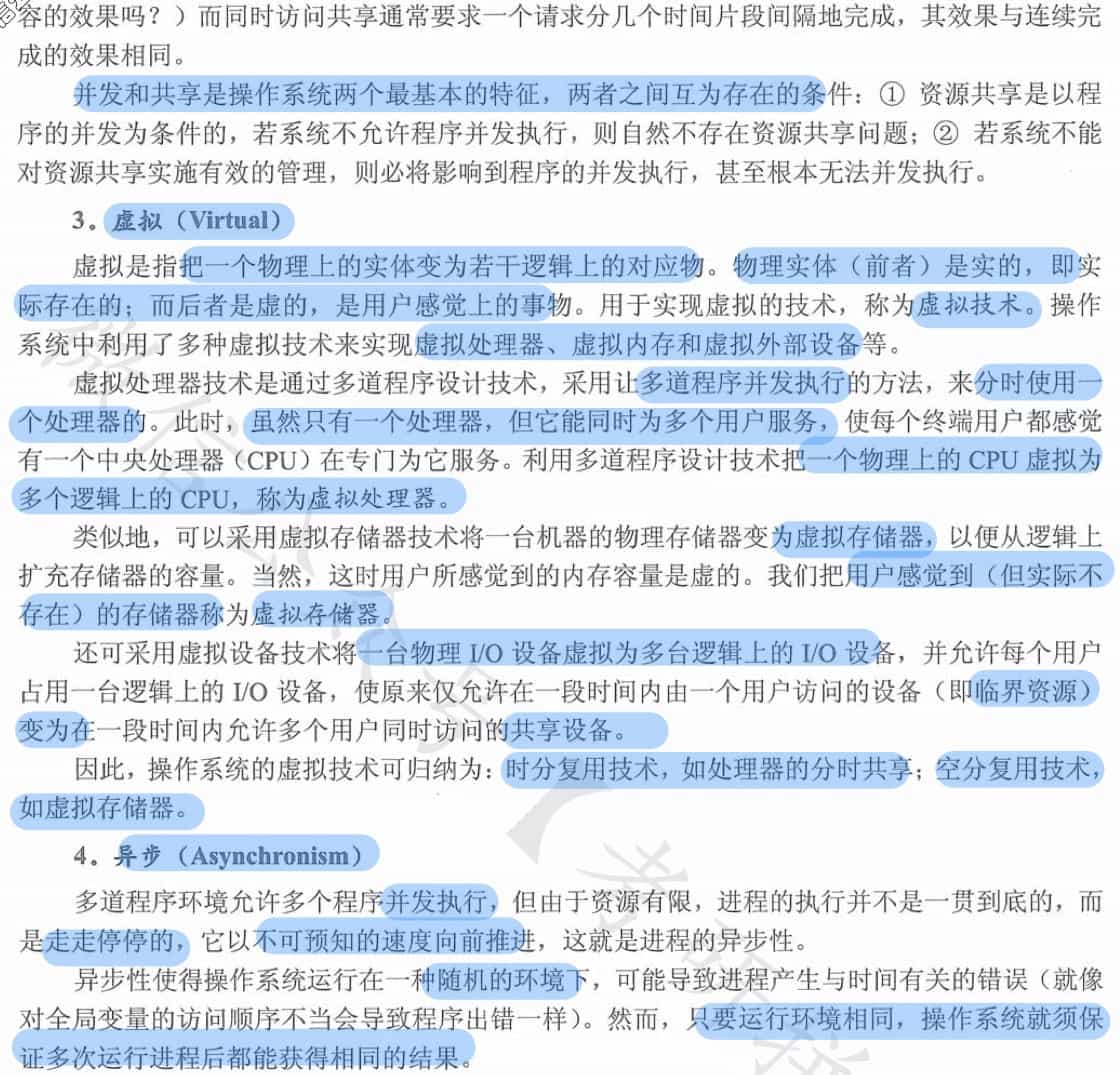 容的效果吗？）而同时访问共享通常要求一个请求分几个时间片段间隔地完成，其效果与连续完
成的效果相同。
并发和共享是操作系统两个最基本的特征，两者之间互为存在的条件：① 资源共享是以程
序的并发为条件的，若系统不允许程序并发执行，则自然不存在资源共享问题；② 若系统不能
对资源共享实施有效的管理，则必将影响到程序的并发执行，甚至根本无法并发执行。
3。虚拟（Virtual）
虚拟是指把一个物理上的实体变为若干逻辑上的对应物。物理实体（前者）是实的，即实
际存在的；而后者是虚的，是用户感觉上的事物。用于实现虚拟的技术，称为虚拟技术。操作
系统中利用了多种虚拟技术来实现虚拟处理器、虚拟内存和虚拟外部设备等。
虚拟处理器技术是通过多道程序设计技术，采用让多道程序并发执行的方法，来分时使用一
个处理器的。此时，虽然只有一个处理器，但它能同时为多个用户服务，使每个终端用户都感觉
有一个中央处理器（CPU）在专门为它服务。利用多道程序设计技术把一个物理上的 CPU 虚拟为
多个逻辑上的 CPU，称为虚拟处理器。
类似地，可以采用虚拟存储器技术将一台机器的物理存储器变为虚拟存储器，以便从逻辑上
扩充存储器的容量。当然，这时用户所感觉到的内存容量是虚的。我们把用户感觉到（但实际不
存在）的存储器称为虚拟存储器。
还可采用虚拟设备技术将一台物理 I/O 设备虚拟为多台逻辑上的 I/O 设备，并允许每个用户
占用一台逻辑上的 I/O 设备，使原来仅允许在一段时间内由一个用户访问的设备（即临界资源）
变为在一段时间内允许多个用户同时访问的共享设备。
因此，操作系统的虚拟技术可归纳为：时分复用技术，如处理器的分时共享；空分复用技术，
如虚拟存储器。
4。异步（Asynchronism）
多道程序环境允许多个程序并发执行，但由于资源有限，进程的执行并不是一贯到底的，而
是走走停停的，它以不可预知的速度向前推进，这就是进程的异步性。
异步性使得操作系统运行在一种随机的环境下，可能导致进程产生与时间有关的错误（就像
对全局变量的访问顺序不当会导致程序出错一样）。然而，只要运行环境相同，操作系统就须保
证多次运行进程后都能获得相同的结果。